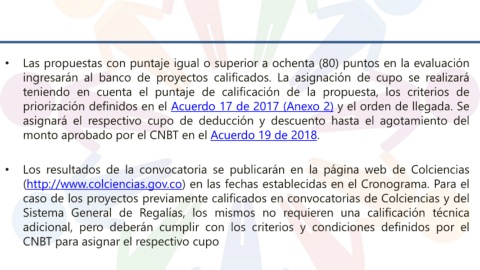 • Las propuestas con puntaje igual o superior a ochenta (80) puntos en la evaluación
ingresarán al banco de proyectos calificados. La asignación de cupo se realizará
teniendo en cuenta el puntaje de calificación de la propuesta, los criterios de
priorización definidos en el Acuerdo 17 de 2017 (Anexo 2) y el orden de llegada. Se
asignará el respectivo cupo de deducción y descuento hasta el agotamiento del
monto aprobado por el CNBT en el Acuerdo 19 de 2018.
• Los resultados de la convocatoria se publicarán en la página web de Colciencias
(http://www.colciencias.gov.co) en las fechas establecidas en el Cronograma. Para el
caso de los proyectos previamente calificados en convocatorias de Colciencias y del
Sistema General de Regalías, los mismos no requieren una calificación técnica
adicional, pero deberán cumplir con los criterios y condiciones definidos por el
CNBT para asignar el respectivo cupo